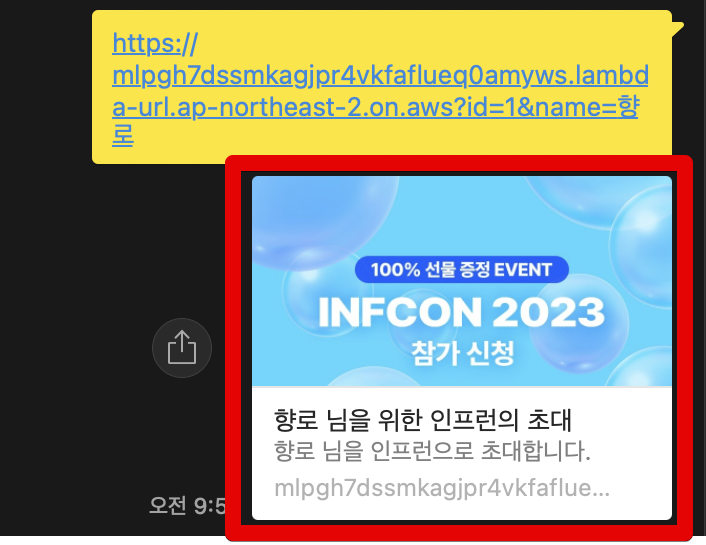 https://
mlpgh7dssmkagjpr4vkfaflueq0amyws.lambd
a-url.ap-northeast-2.on.aws?id=1&name=향
로
100% 선물 증정 EVENT
INFCON 2023
참가 신청
향로 님을 위한 인프런의 초대
향로 님을 인프런으로 초대합니다.
mlpgh7dssmkagjpr4vkfaflue...
오전 9:5